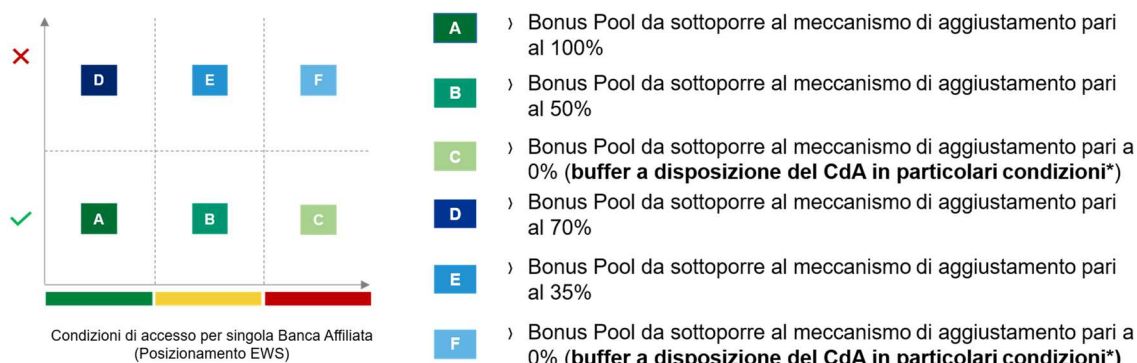 D
E
F
A
B
C
Condizioni di accesso per singola Banca Affiliata
(Posizionamento EWS)
A
› Bonus Pool da sottoporre al meccanismo di aggiustamento pari
al 100%
B
› Bonus Pool da sottoporre al meccanismo di aggiustamento pari
al 50%
C
› Bonus Pool da sottoporre al meccanismo di aggiustamento pari a
0% (buffer a disposizione del CdA in particolari condizioni*)
D
› Bonus Pool da sottoporre al meccanismo di aggiustamento pari
al 70%
E
› Bonus Pool da sottoporre al meccanismo di aggiustamento pari
al 35%
F
› Bonus Pool da sottoporre al meccanismo di aggiustamento pari a
0% (buffer a disposizione del CdA in particolari condizioni*)